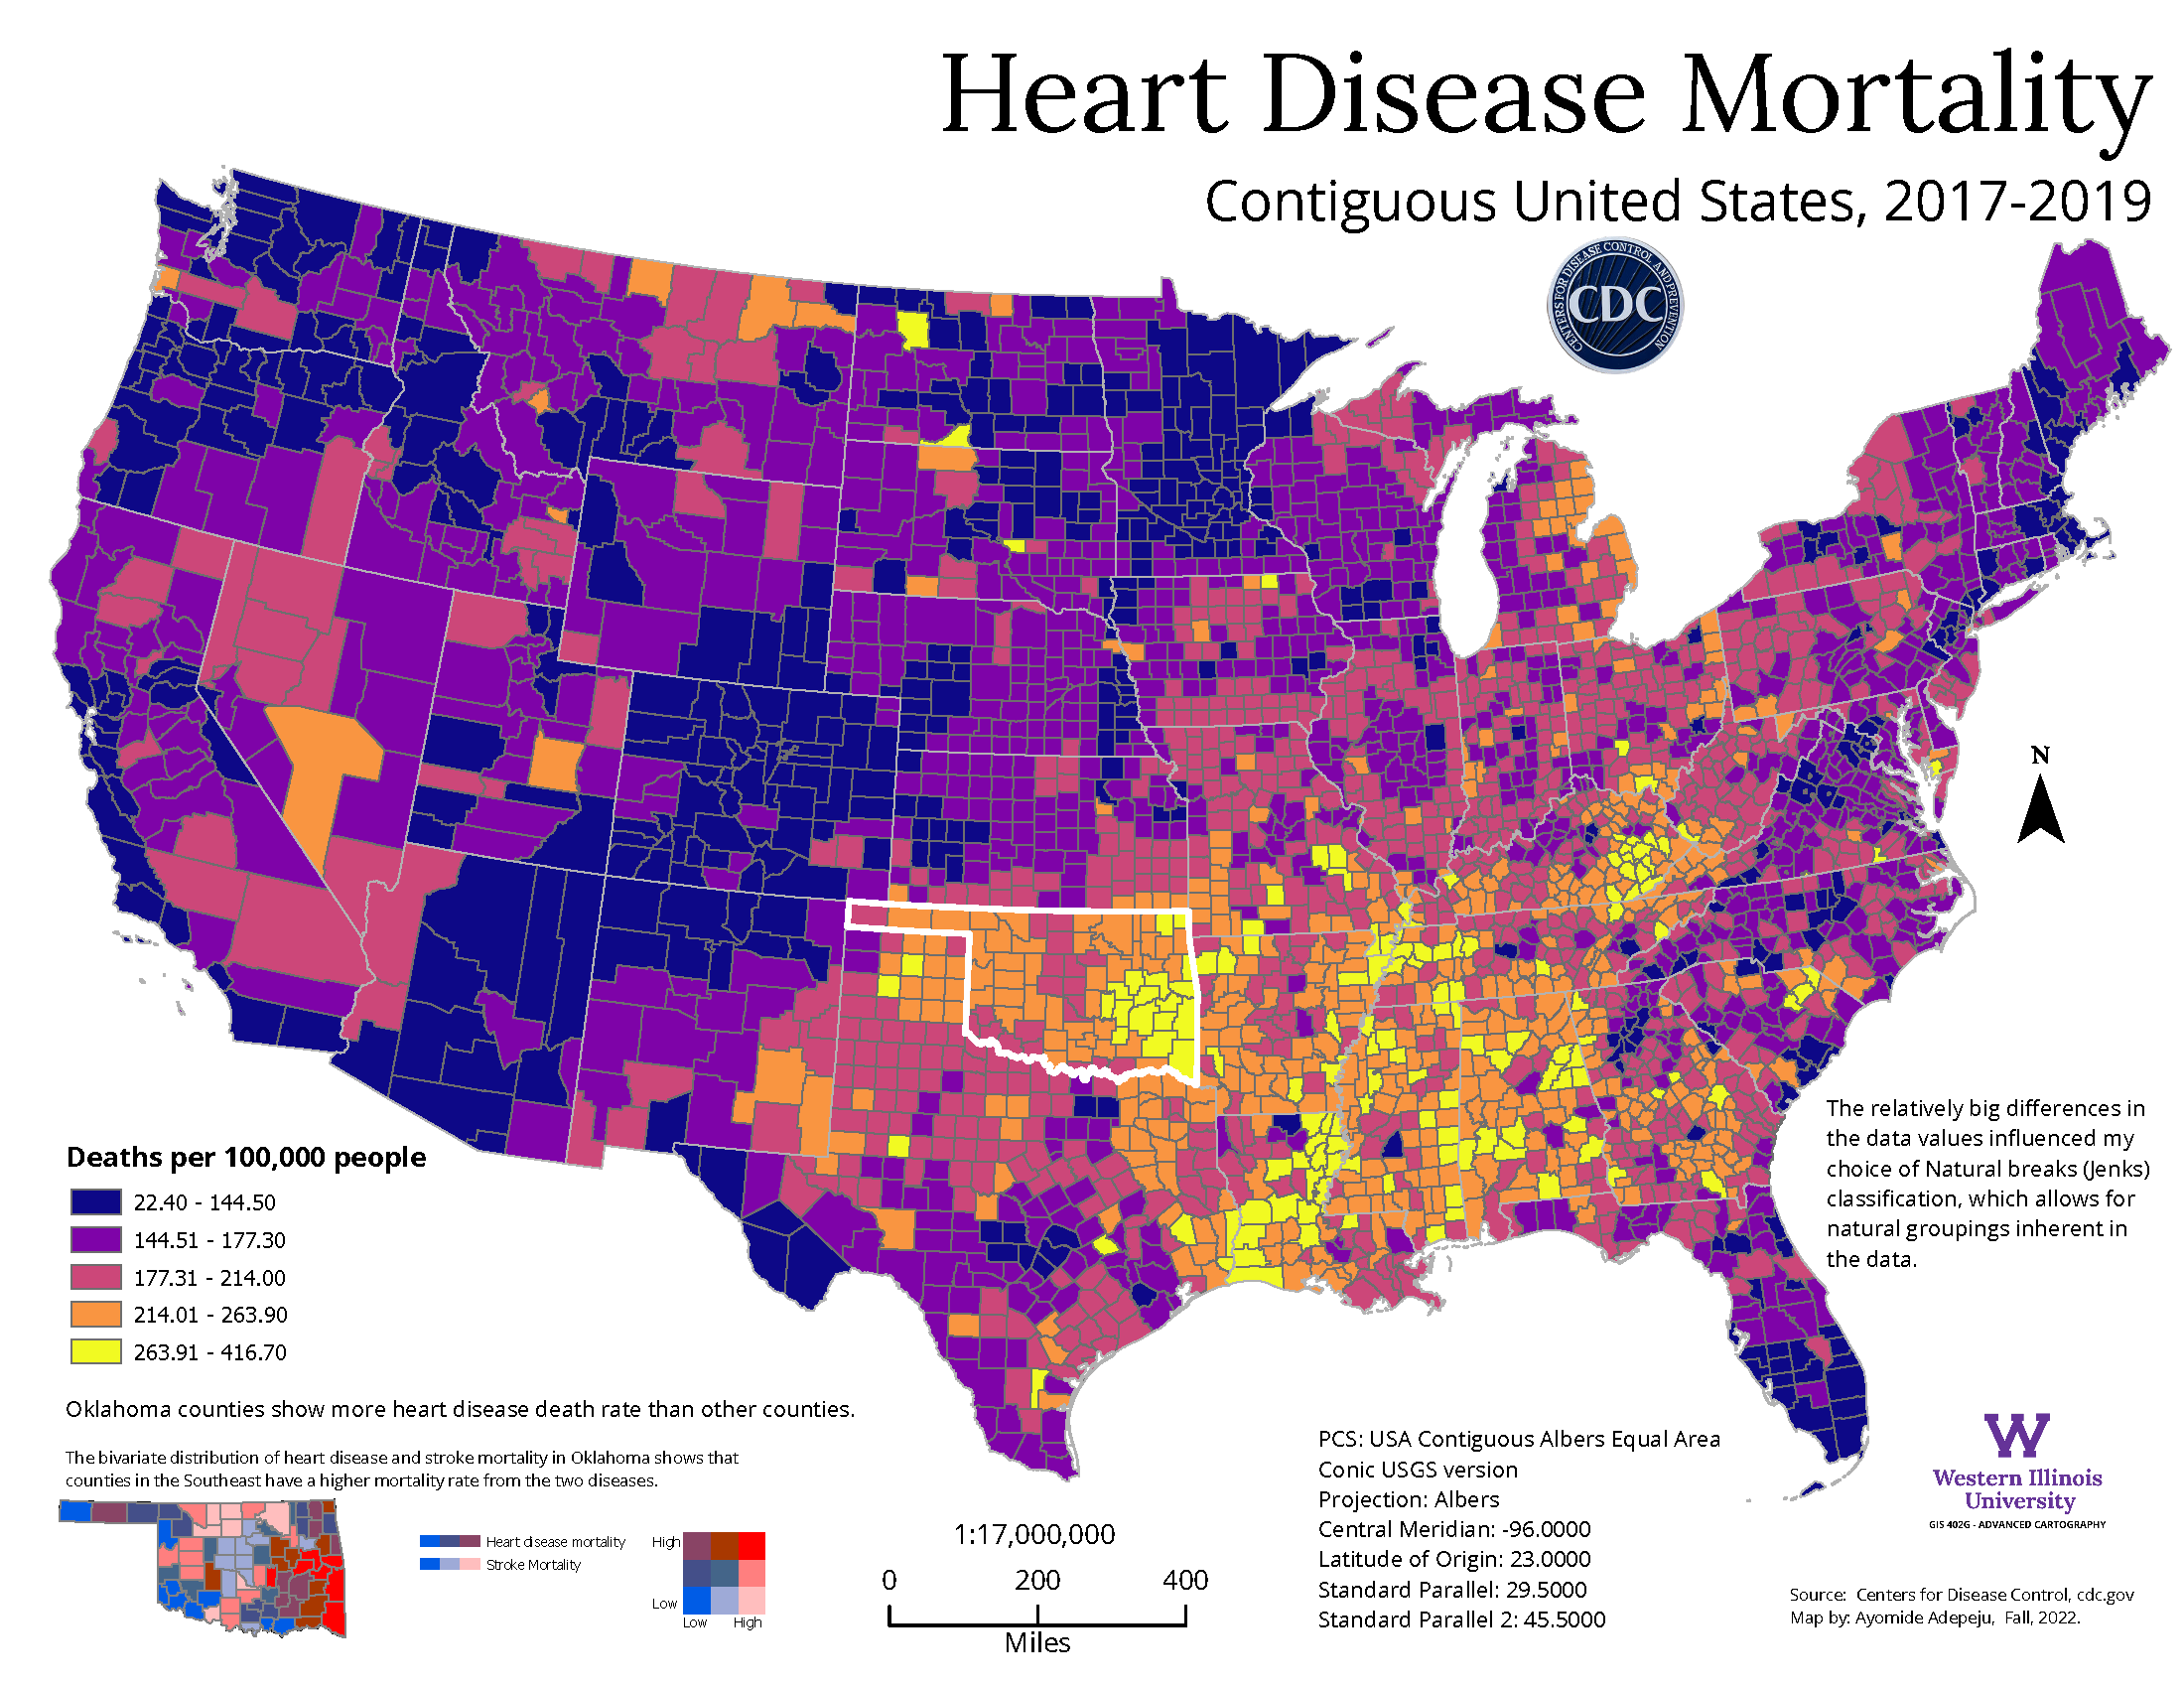 Heart Disease Mortality
Contiguous United States, 2017-2019
CENTERS FOR DISEASE CONTROL AND PREVENTION
CDC
N
The relatively big differences in
the data values influenced my
choice of Natural breaks (Jenks)
classification, which allows for
natural groupings inherent in
the data.
Deaths per 100,000 people
22.40 - 144.50
144.51 - 177.30
177.31 - 214.00
214.01 - 263.90
263.91 - 416.70
Oklahoma counties show more heart disease death rate than other counties.
The bivariate distribution of heart disease and stroke mortality in Oklahoma shows that
counties in the Southeast have a higher mortality rate from the two diseases.
Heart disease mortality
Stroke Mortality
High
Low
Low High
1:17,000,000
0 200 400
Miles
PCS: USA Contiguous Albers Equal Area
Conic USGS version
Projection: Albers
Central Meridian: -96.0000
Latitude of Origin: 23.0000
Standard Parallel: 29.5000
Standard Parallel 2: 45.5000
W
Western Illinois
University
GIS 402G - ADVANCED CARTOGRAPHY
Source: Centers for Disease Control, cdc.gov
Map by: Ayomide Adepeju, Fall, 2022.